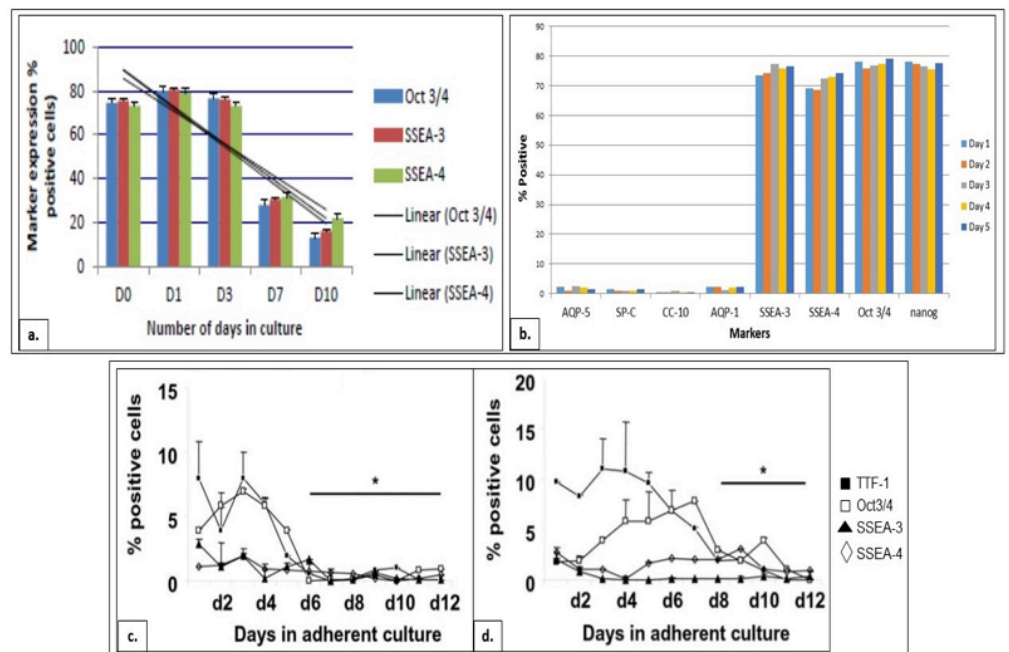 100
80
60
40
20
0
Marker expression %
positive cells)
D0 D1 D3 D7 D10
Number of days in culture
Oct 3/4
SSEA-3
SSEA-4
Linear (Oct 3/4)
Linear (SSEA-3)
Linear (SSEA-4)
a.
90
80
70
60
50
40
30
20
10
0
% Positive
AQP-5 SP-C CC-10 AQP-1 SSEA-3 SSEA-4 Oct 3/4 nanog
Markers
Day 1
Day 2
Day 3
Day 4
Day 5
b.
15
10
5
0
% positive cells
*
d2 d4 d6 d8 d10 d12
Days in adherent culture
c.
20
15
10
5
0
% positive cells
*
d2 d4 d6 d8 d10 d12
Days in adherent culture
d.
TTF-1
Oct3/4
SSEA-3
SSEA-4